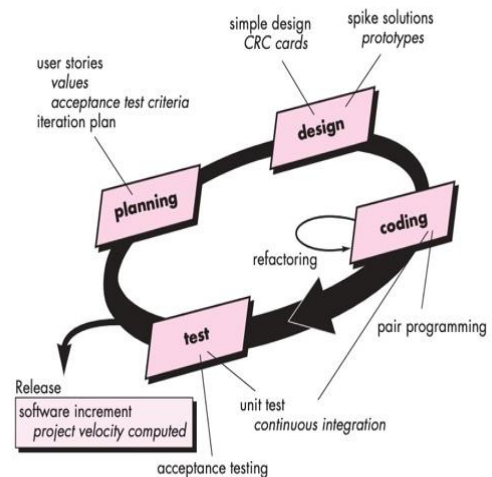 spike solutions
prototypes
simple design
CRC cards
user stories
values
acceptance test criteria
iteration plan
design
planning
coding
refactoring
pair programming
test
Release
software increment
project velocity computed
unit test
continuous integration
acceptance testing